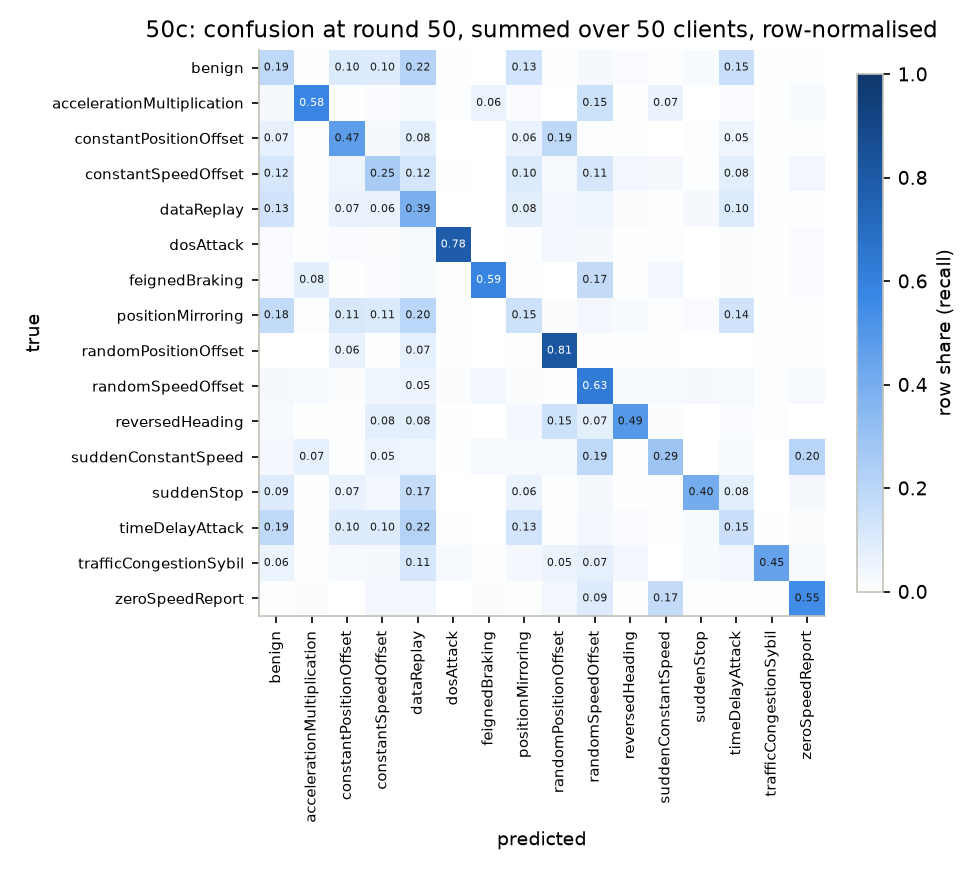 50c: confusion at round 50, summed over 50 clients, row-normalised
benign 0.19 0.10 0.10 0.22 0.13 0.15
accelerationMultiplication 0.58 0.06 0.15 0.07
constantPositionOffset 0.07 0.47 0.08 0.06 0.19 0.05
constantSpeedOffset 0.12 0.25 0.12 0.10 0.11 0.08
dataReplay 0.13 0.07 0.06 0.39 0.08 0.10
dosAttack 0.78
feignedBraking 0.08 0.59 0.17
positionMirroring 0.18 0.11 0.11 0.20 0.15 0.14
randomPositionOffset 0.06 0.07 0.81
randomSpeedOffset 0.05 0.63
reversedHeading 0.08 0.08 0.15 0.07 0.49
suddenConstantSpeed 0.07 0.05 0.19 0.29 0.20
suddenStop 0.09 0.07 0.17 0.06 0.40 0.08
timeDelayAttack 0.19 0.10 0.10 0.22 0.13 0.15
trafficCongestionSybil 0.06 0.11 0.05 0.07 0.45
zeroSpeedReport 0.09 0.17 0.55
true
benign
accelerationMultiplication
constantPositionOffset
constantSpeedOffset
dataReplay
dosAttack
feignedBraking
positionMirroring
randomPositionOffset
randomSpeedOffset
reversedHeading
suddenConstantSpeed
suddenStop
timeDelayAttack
trafficCongestionSybil
zeroSpeedReport
predicted
1.0
0.8
0.6
0.4
0.2
0.0
row share (recall)